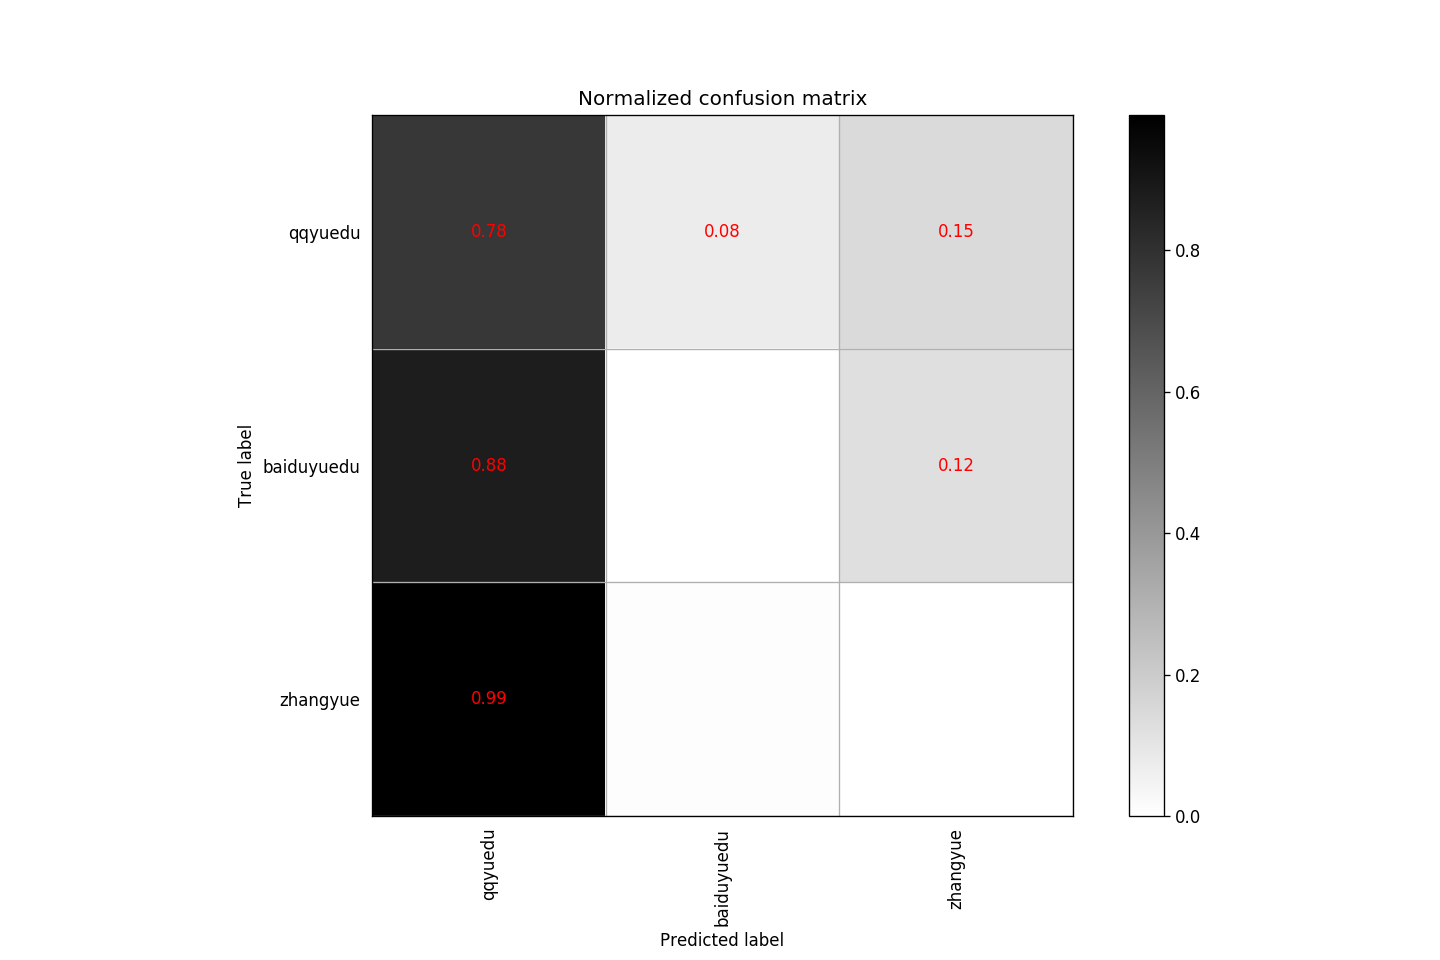 Normalized confusion matrix
qqyuedu
0.78
0.08
0.15
baiduyuedu
0.88
0.12
zhangyue
0.99
True label
qqyuedu
baiduyuedu
zhangyue
Predicted label
0.8
0.6
0.4
0.2
0.0